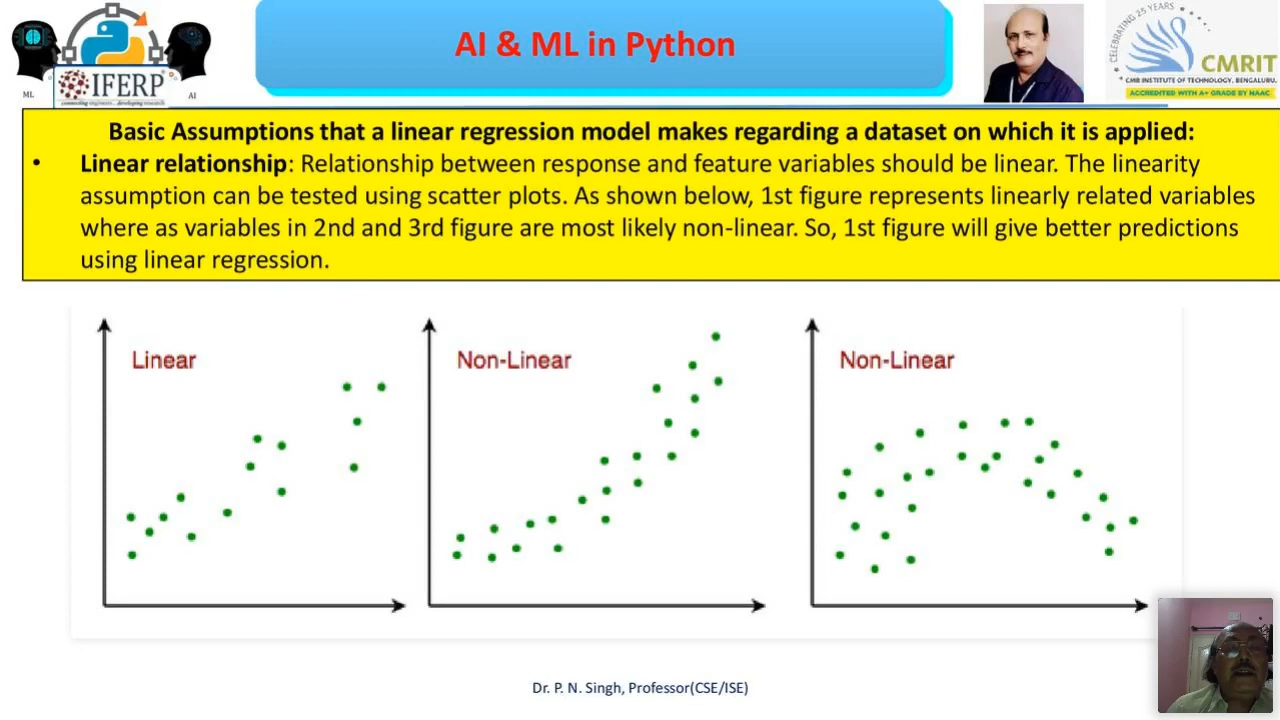 ML
IFERP
connecting engineers... developing research
AI
AI & ML in Python
CELEBRATING 25 YEARS
CMRIT
* CMR INSTITUTE OF TECHNOLOGY, BENGALURU.
ACCREDITED WITH A+ GRADE BY NAAC
Basic Assumptions that a linear regression model makes regarding a dataset on which it is applied:
• Linear relationship: Relationship between response and feature variables should be linear. The linearity
assumption can be tested using scatter plots. As shown below, 1st figure represents linearly related variables
where as variables in 2nd and 3rd figure are most likely non-linear. So, 1st figure will give better predictions
using linear regression.
Linear
Non-Linear
Non-Linear
Dr. P. N. Singh, Professor(CSE/ISE)